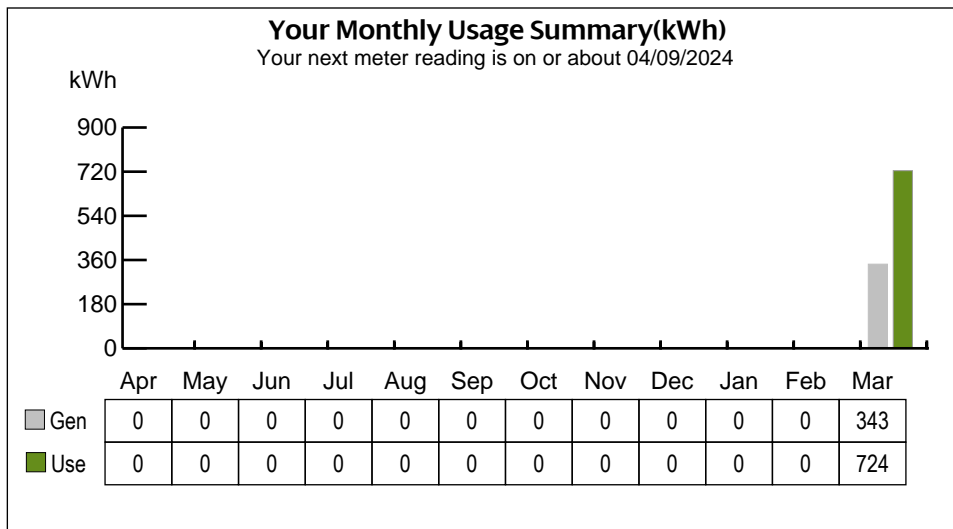 Your Monthly Usage Summary(kWh)
Your next meter reading is on or about 04/09/2024
kWh
900
720
540
360
180
0
Apr May Jun Jul Aug Sep Oct Nov Dec Jan Feb Mar
Gen 0 0 0 0 0 0 0 0 0 0 0 343
Use 0 0 0 0 0 0 0 0 0 0 0 724